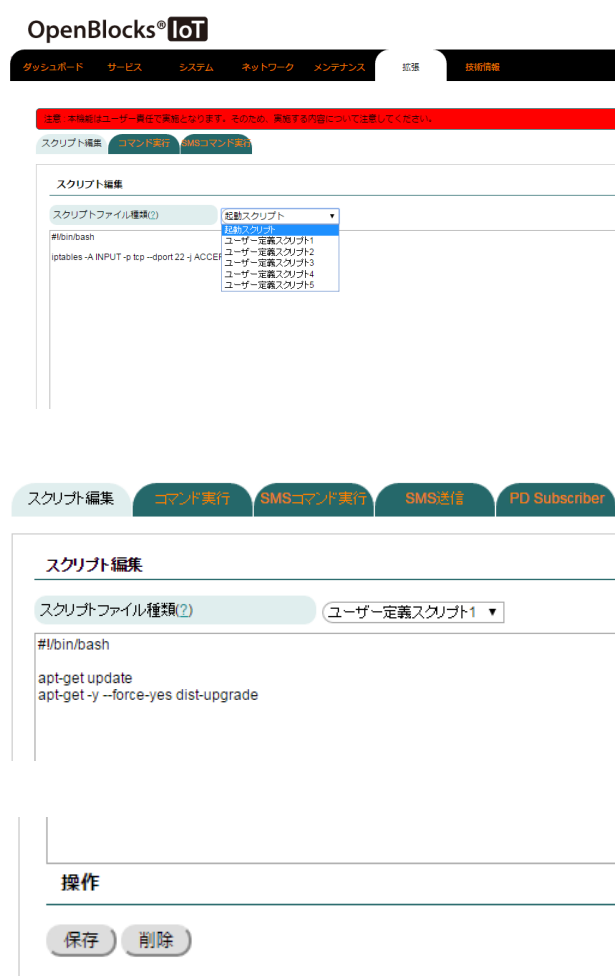 OpenBlocks® IoT
ダッシュボード サービス システム ネットワーク メンテナンス 拡張 技術情報
注意:本機能はユーザー責任で実施となります。そのため、実施する内容について注意してください。
スクリプト編集 コマンド実行 SMSコマンド実行
スクリプト編集
スクリプトファイル種類(?) 起動スクリプト ▼
#!/bin/bash
起動スクリプト
ユーザー定義スクリプト1
iptables -A INPUT -p tcp --dport 22 -j ACCEP
ユーザー定義スクリプト2
ユーザー定義スクリプト3
ユーザー定義スクリプト4
ユーザー定義スクリプト5
スクリプト編集 コマンド実行 SMSコマンド実行 SMS送信 PD Subscriber
スクリプト編集
スクリプトファイル種類(?) ユーザー定義スクリプト1 ▼
#!/bin/bash
apt-get update
apt-get -y --force-yes dist-upgrade
操作
保存 削除